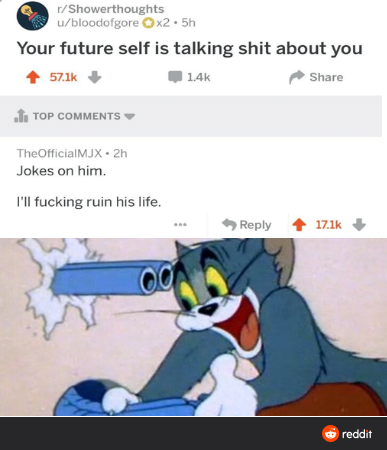 r/Showerthoughts
u/bloodofgore x2 • 5h
Your future self is talking shit about you
57.1k 1.4k Share
TOP COMMENTS
TheOfficialMJX • 2h
Jokes on him.
I'll fucking ruin his life.
... Reply 17.1k
reddit